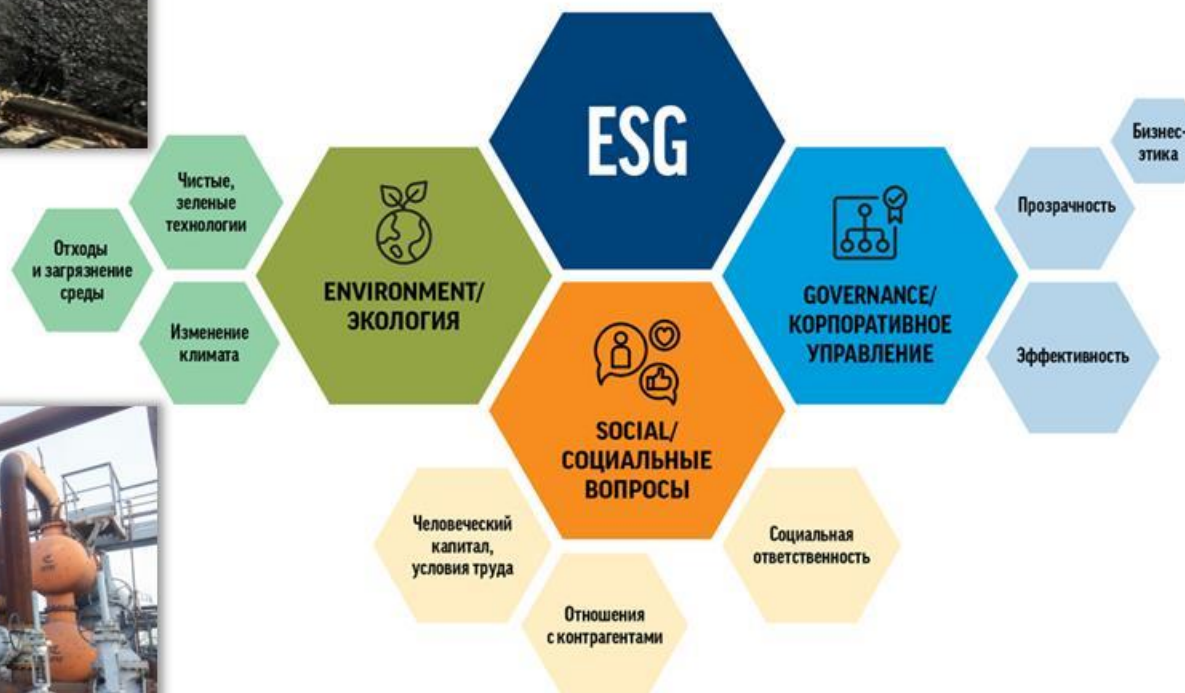 ESG
Чистые,
зеленые
технологии
Отходы
и загрязнение
среды
Изменение
климата
ENVIRONMENT/
ЭКОЛОГИЯ
SOCIAL/
СОЦИАЛЬНЫЕ
ВОПРОСЫ
GOVERNANCE/
КОРПОРАТИВНОЕ
УПРАВЛЕНИЕ
Бизнес-
этика
Прозрачность
Эффективность
Человеческий
капитал,
условия труда
Отношения
с контрагентами
Социальная
ответственность